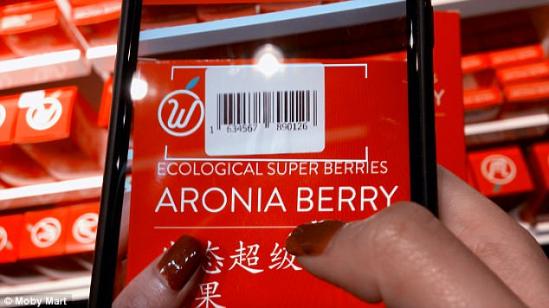 1 634567 890126
ECOLOGICAL SUPER BERRIES
ARONIA BERRY
态超级
果
© Moby Mart